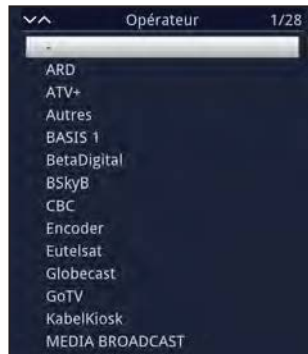 Opérateur 1/28
-
ARD
ATV+
Autres
BASIS 1
BetaDigital
BSkyB
CBC
Encoder
Eutelsat
Globecast
GoTV
KabelKiosk
MEDIA BROADCAST